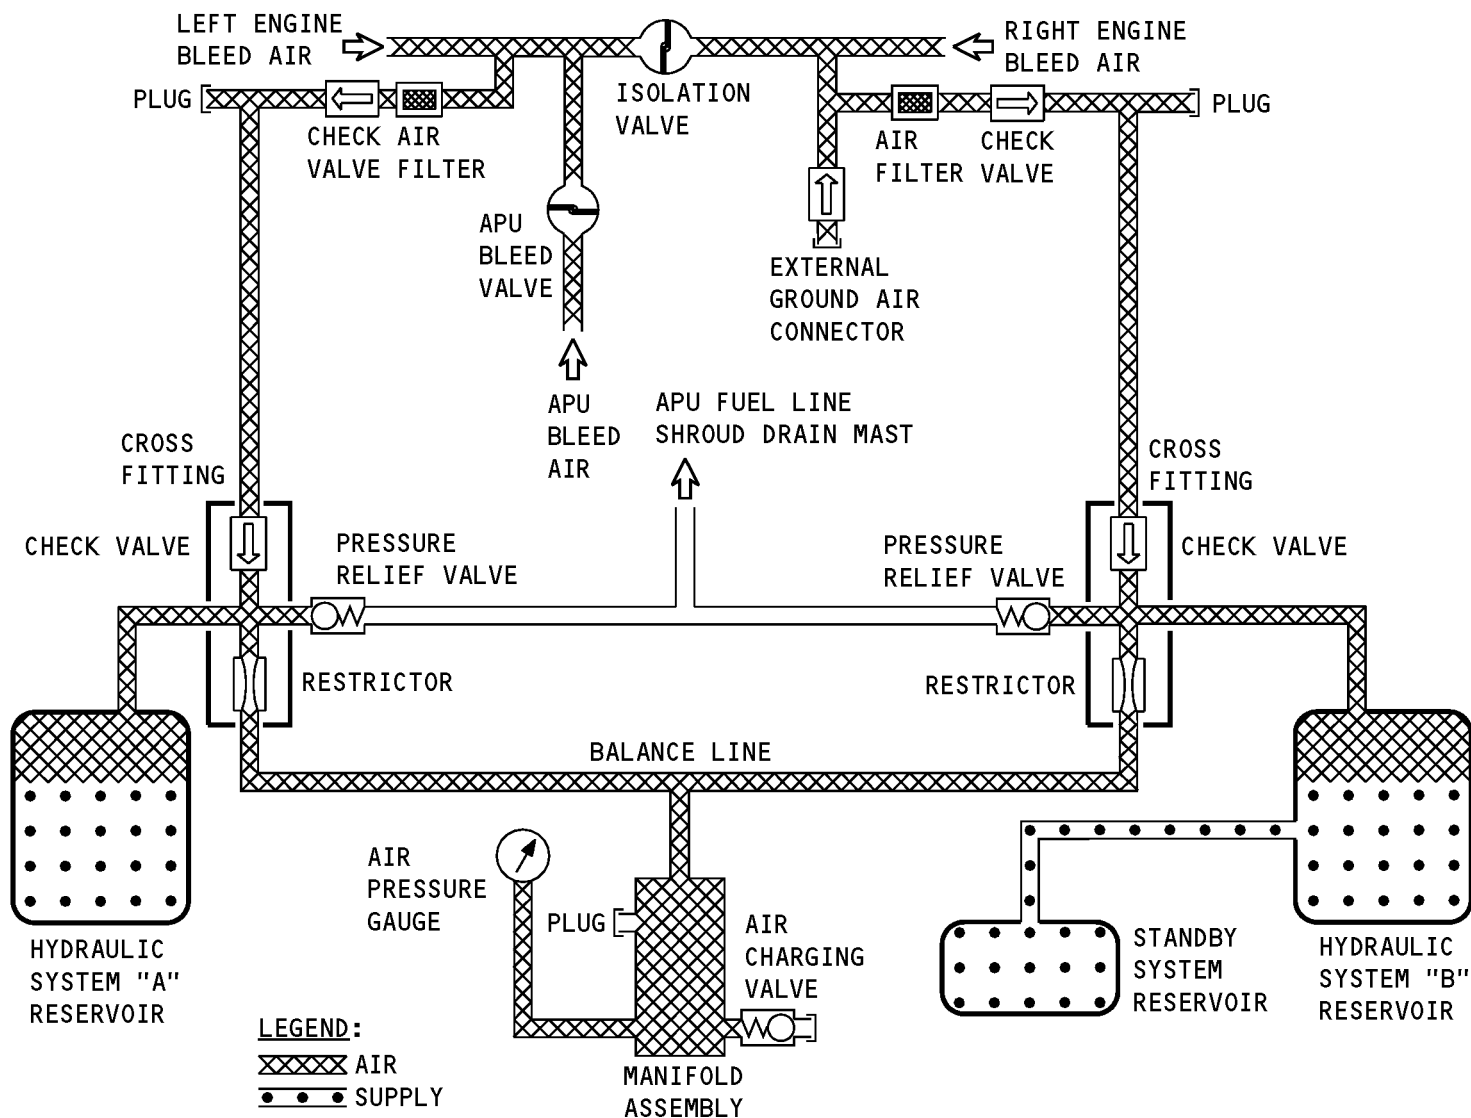 LEFT ENGINE
BLEED AIR
RIGHT ENGINE
BLEED AIR
PLUG
ISOLATION
VALVE
PLUG
CHECK
VALVE
AIR
FILTER
AIR
FILTER
CHECK
VALVE
APU
BLEED
VALVE
EXTERNAL
GROUND AIR
CONNECTOR
APU
BLEED
AIR
APU FUEL LINE
SHROUD DRAIN MAST
CROSS
FITTING
CROSS
FITTING
CHECK VALVE
PRESSURE
RELIEF VALVE
PRESSURE
RELIEF VALVE
CHECK VALVE
RESTRICTOR
RESTRICTOR
BALANCE LINE
AIR
PRESSURE
GAUGE
PLUG
AIR
CHARGING
VALVE
HYDRAULIC
SYSTEM "A"
RESERVOIR
STANDBY
SYSTEM
RESERVOIR
HYDRAULIC
SYSTEM "B"
RESERVOIR
LEGEND:
AIR
SUPPLY
MANIFOLD
ASSEMBLY